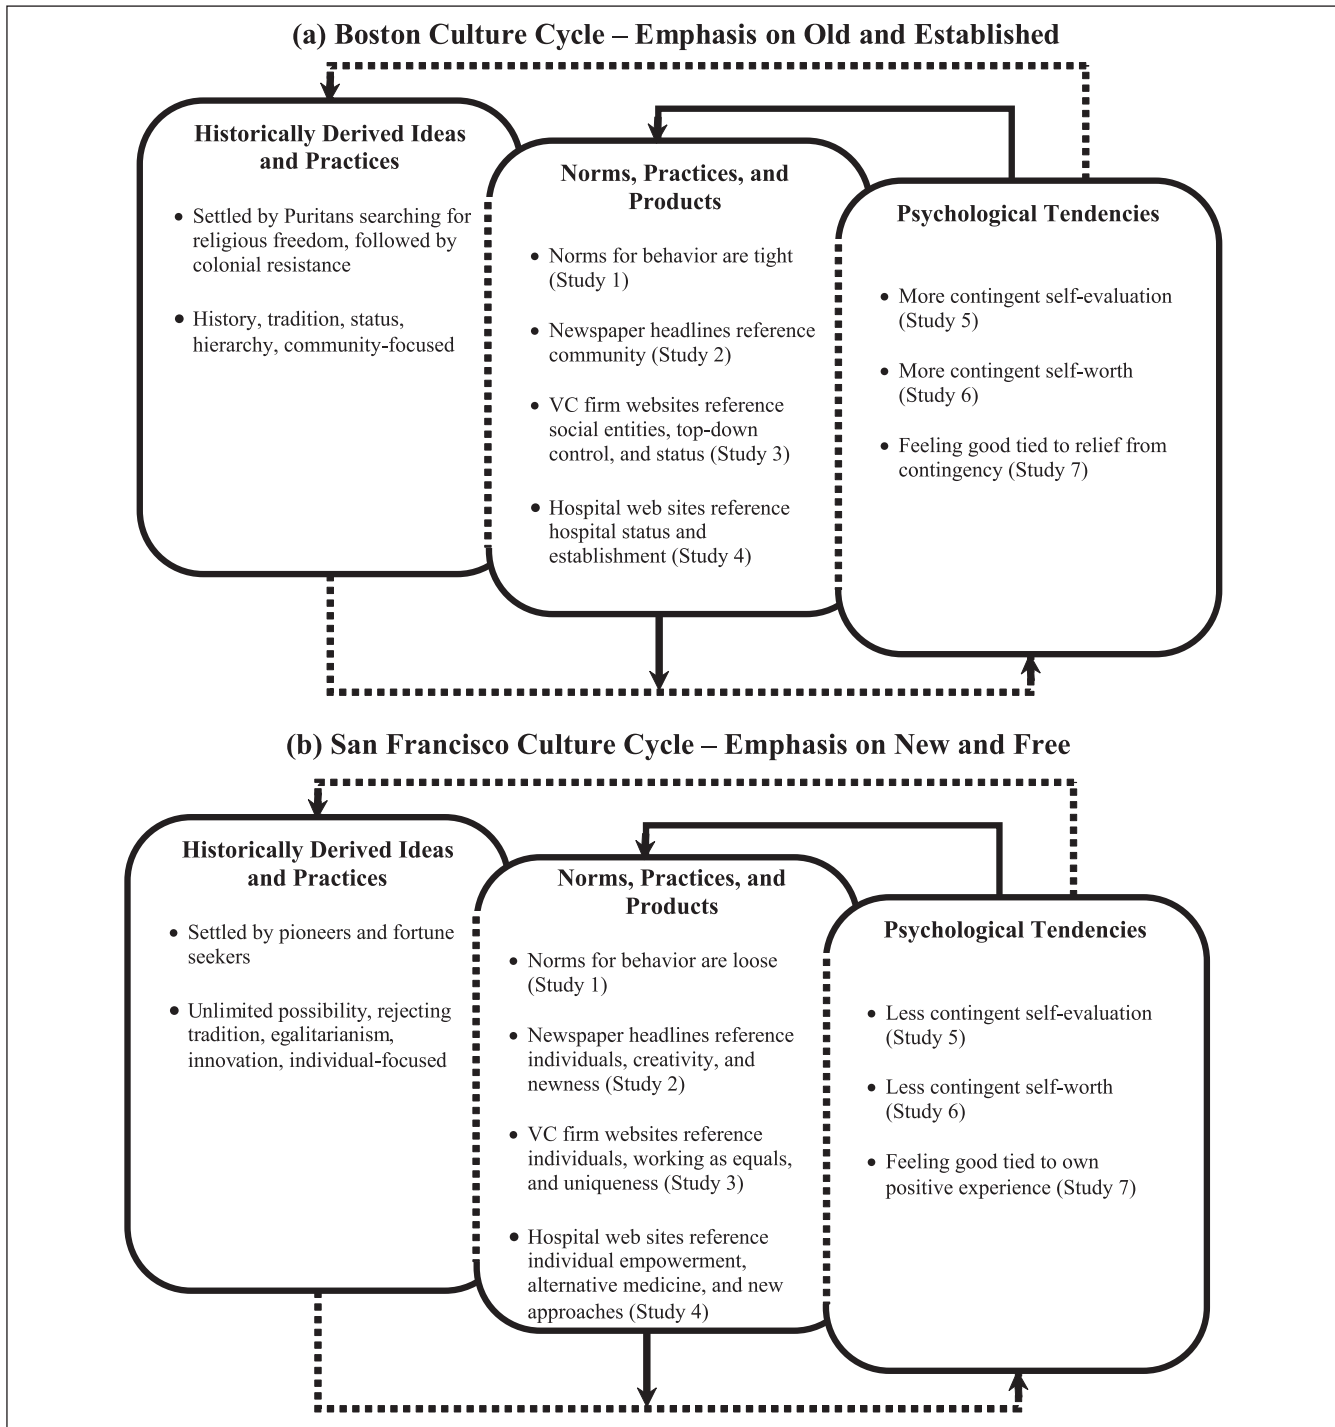 (a) Boston Culture Cycle – Emphasis on Old and Established
Historically Derived Ideas
and Practices
• Settled by Puritans searching for
religious freedom, followed by
colonial resistance
• History, tradition, status,
hierarchy, community-focused
Norms, Practices, and
Products
• Norms for behavior are tight
(Study 1)
• Newspaper headlines reference
community (Study 2)
• VC firm websites reference
social entities, top-down
control, and status (Study 3)
• Hospital web sites reference
hospital status and
establishment (Study 4)
Psychological Tendencies
• More contingent self-evaluation
(Study 5)
• More contingent self-worth
(Study 6)
• Feeling good tied to relief from
contingency (Study 7)
(b) San Francisco Culture Cycle – Emphasis on New and Free
Historically Derived Ideas
and Practices
• Settled by pioneers and fortune
seekers
• Unlimited possibility, rejecting
tradition, egalitarianism,
innovation, individual-focused
Norms, Practices, and
Products
• Norms for behavior are loose
(Study 1)
• Newspaper headlines reference
individuals, creativity, and
newness (Study 2)
• VC firm websites reference
individuals, working as equals,
and uniqueness (Study 3)
• Hospital web sites reference
individual empowerment,
alternative medicine, and new
approaches (Study 4)
Psychological Tendencies
• Less contingent self-evaluation
(Study 5)
• Less contingent self-worth
(Study 6)
• Feeling good tied to own
positive experience (Study 7)